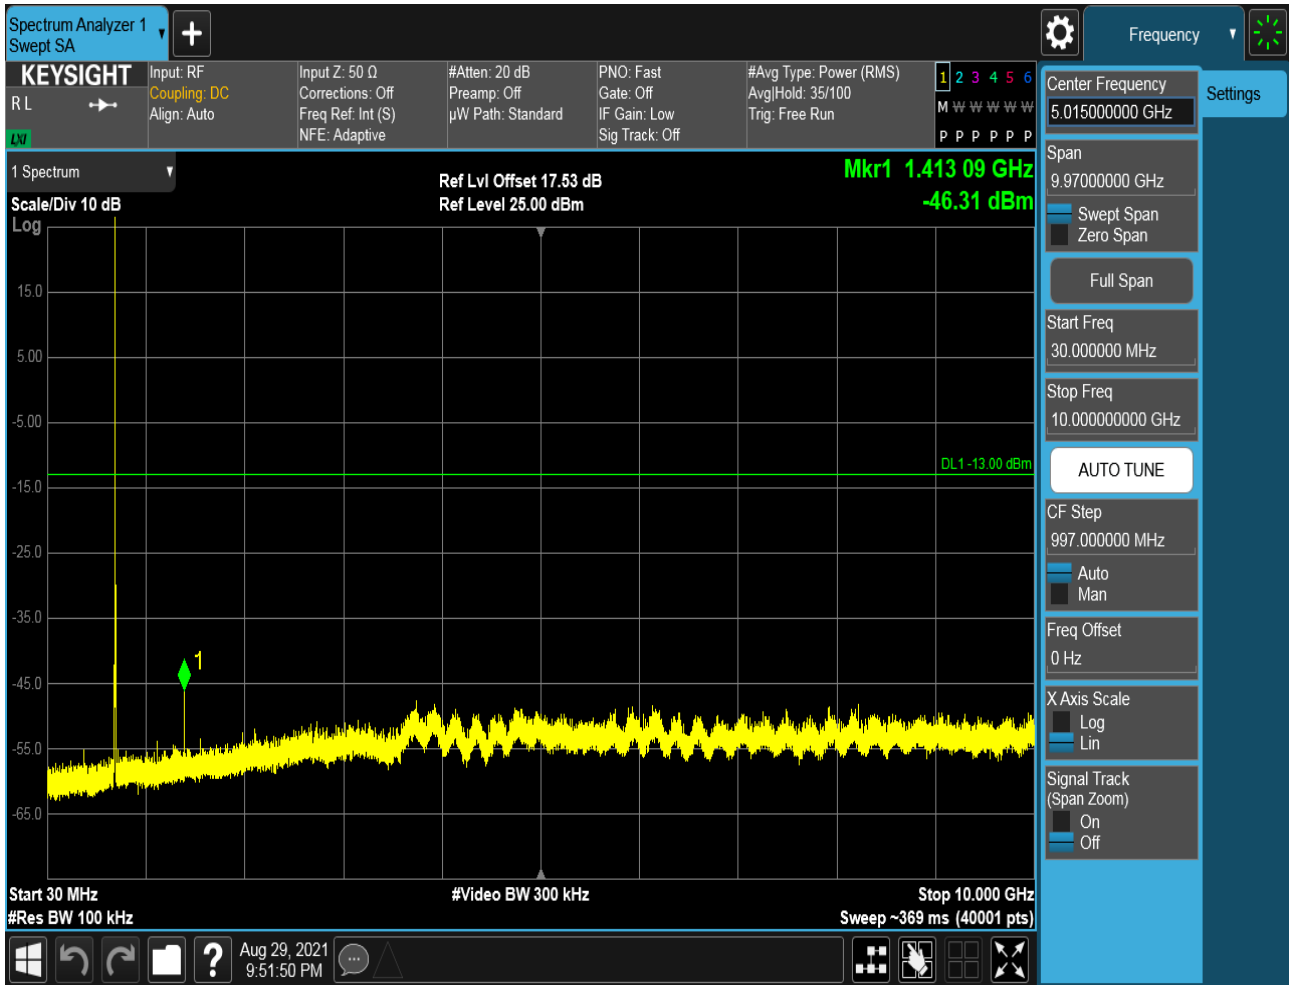 Spectrum Analyzer 1
Swept SA
Frequency
KEYSIGHT
R L
LXI
Input: RF
Coupling: DC
Align: Auto
Input Z: 50 Ω
Corrections: Off
Freq Ref: Int (S)
NFE: Adaptive
#Atten: 20 dB
Preamp: Off
µW Path: Standard
PNO: Fast
Gate: Off
IF Gain: Low
Sig Track: Off
#Avg Type: Power (RMS)
Avg|Hold: 35/100
Trig: Free Run
1 2 3 4 5 6
M W W W W W
P P P P P P
1 Spectrum
Scale/Div 10 dB
Log
Ref Lvl Offset 17.53 dB
Ref Level 25.00 dBm
Mkr1 1.413 09 GHz
-46.31 dBm
15.0
5.00
-5.00
-15.0
-25.0
-35.0
-45.0
-55.0
-65.0
DL1 -13.00 dBm
1
Start 30 MHz
#Res BW 100 kHz
#Video BW 300 kHz
Stop 10.000 GHz
Sweep ~369 ms (40001 pts)
Aug 29, 2021
9:51:50 PM
Center Frequency
5.015000000 GHz
Span
9.97000000 GHz
Swept Span
Zero Span
Full Span
Start Freq
30.000000 MHz
Stop Freq
10.000000000 GHz
AUTO TUNE
CF Step
997.000000 MHz
Auto
Man
Freq Offset
0 Hz
X Axis Scale
Log
Lin
Signal Track
(Span Zoom)
On
Off
Settings